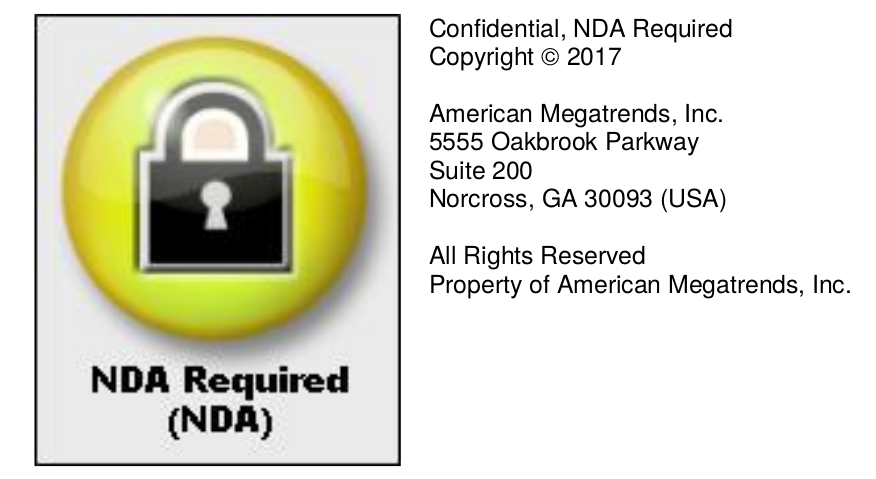 NDA Required
(NDA)
Confidential, NDA Required
Copyright © 2017
American Megatrends, Inc.
5555 Oakbrook Parkway
Suite 200
Norcross, GA 30093 (USA)
All Rights Reserved
Property of American Megatrends, Inc.